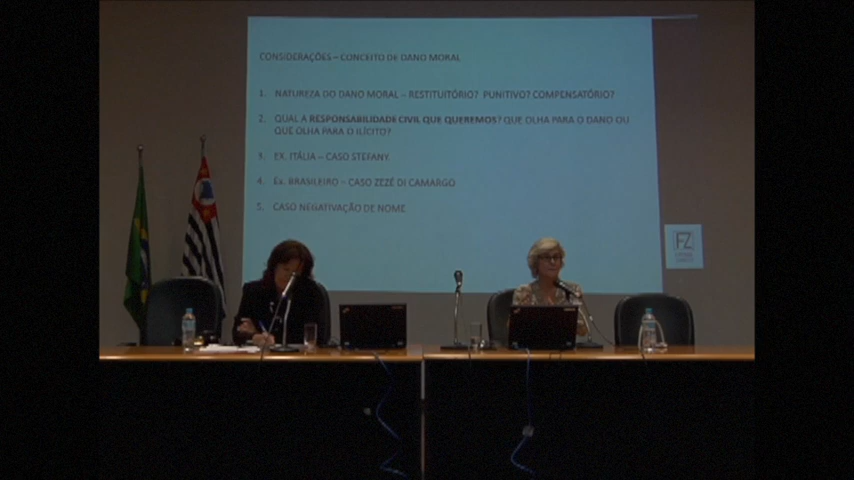 CONSIDERAÇÕES – CONCEITO DE DANO MORAL
1. NATUREZA DO DANO MORAL – RESTITUITÓRIO? PUNITIVO? COMPENSATÓRIO?
2. QUAL A RESPONSABILIDADE CIVIL QUE QUEREMOS? QUE OLHA PARA O DANO OU
QUE OLHA PARA O ILÍCITO?
3. EX. ITÁLIA – CASO STEFANY.
4. Ex. BRASILEIRO – CASO ZEZÉ DI CAMARGO
5. CASO NEGATIVAÇÃO DE NOME
FZ